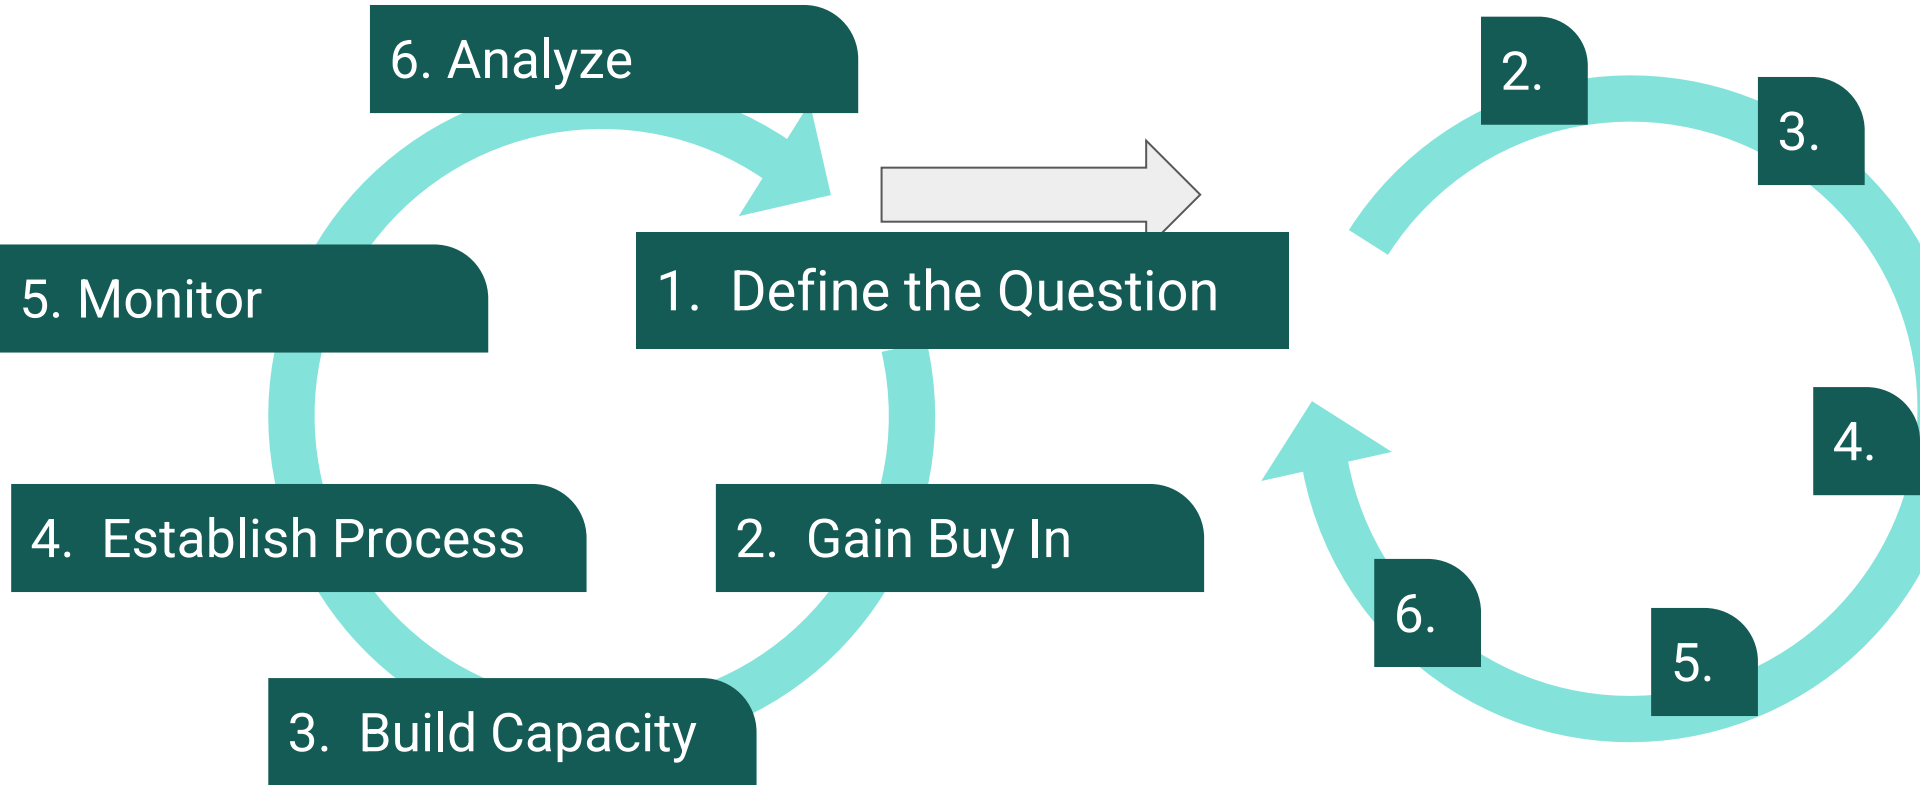 6. Analyze
5. Monitor
1. Define the Question
4. Establish Process
2. Gain Buy In
3. Build Capacity
2.
3.
4.
6.
5.